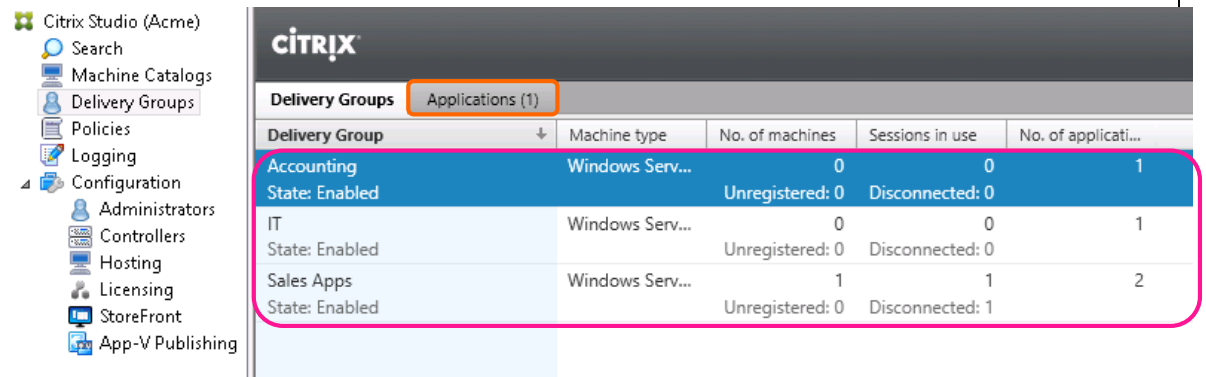 Citrix Studio (Acme)
Search
Machine Catalogs
Delivery Groups
Policies
Logging
Configuration
Administrators
Controllers
Hosting
Licensing
StoreFront
App-V Publishing
CİTRIX
Delivery Groups Applications (1)
Delivery Group Machine type No. of machines Sessions in use No. of applicati...
Accounting Windows Serv... 0 0 1
State: Enabled Unregistered: 0 Disconnected: 0
IT Windows Serv... 0 0 1
State: Enabled Unregistered: 0 Disconnected: 0
Sales Apps Windows Serv... 1 1 2
State: Enabled Unregistered: 0 Disconnected: 1